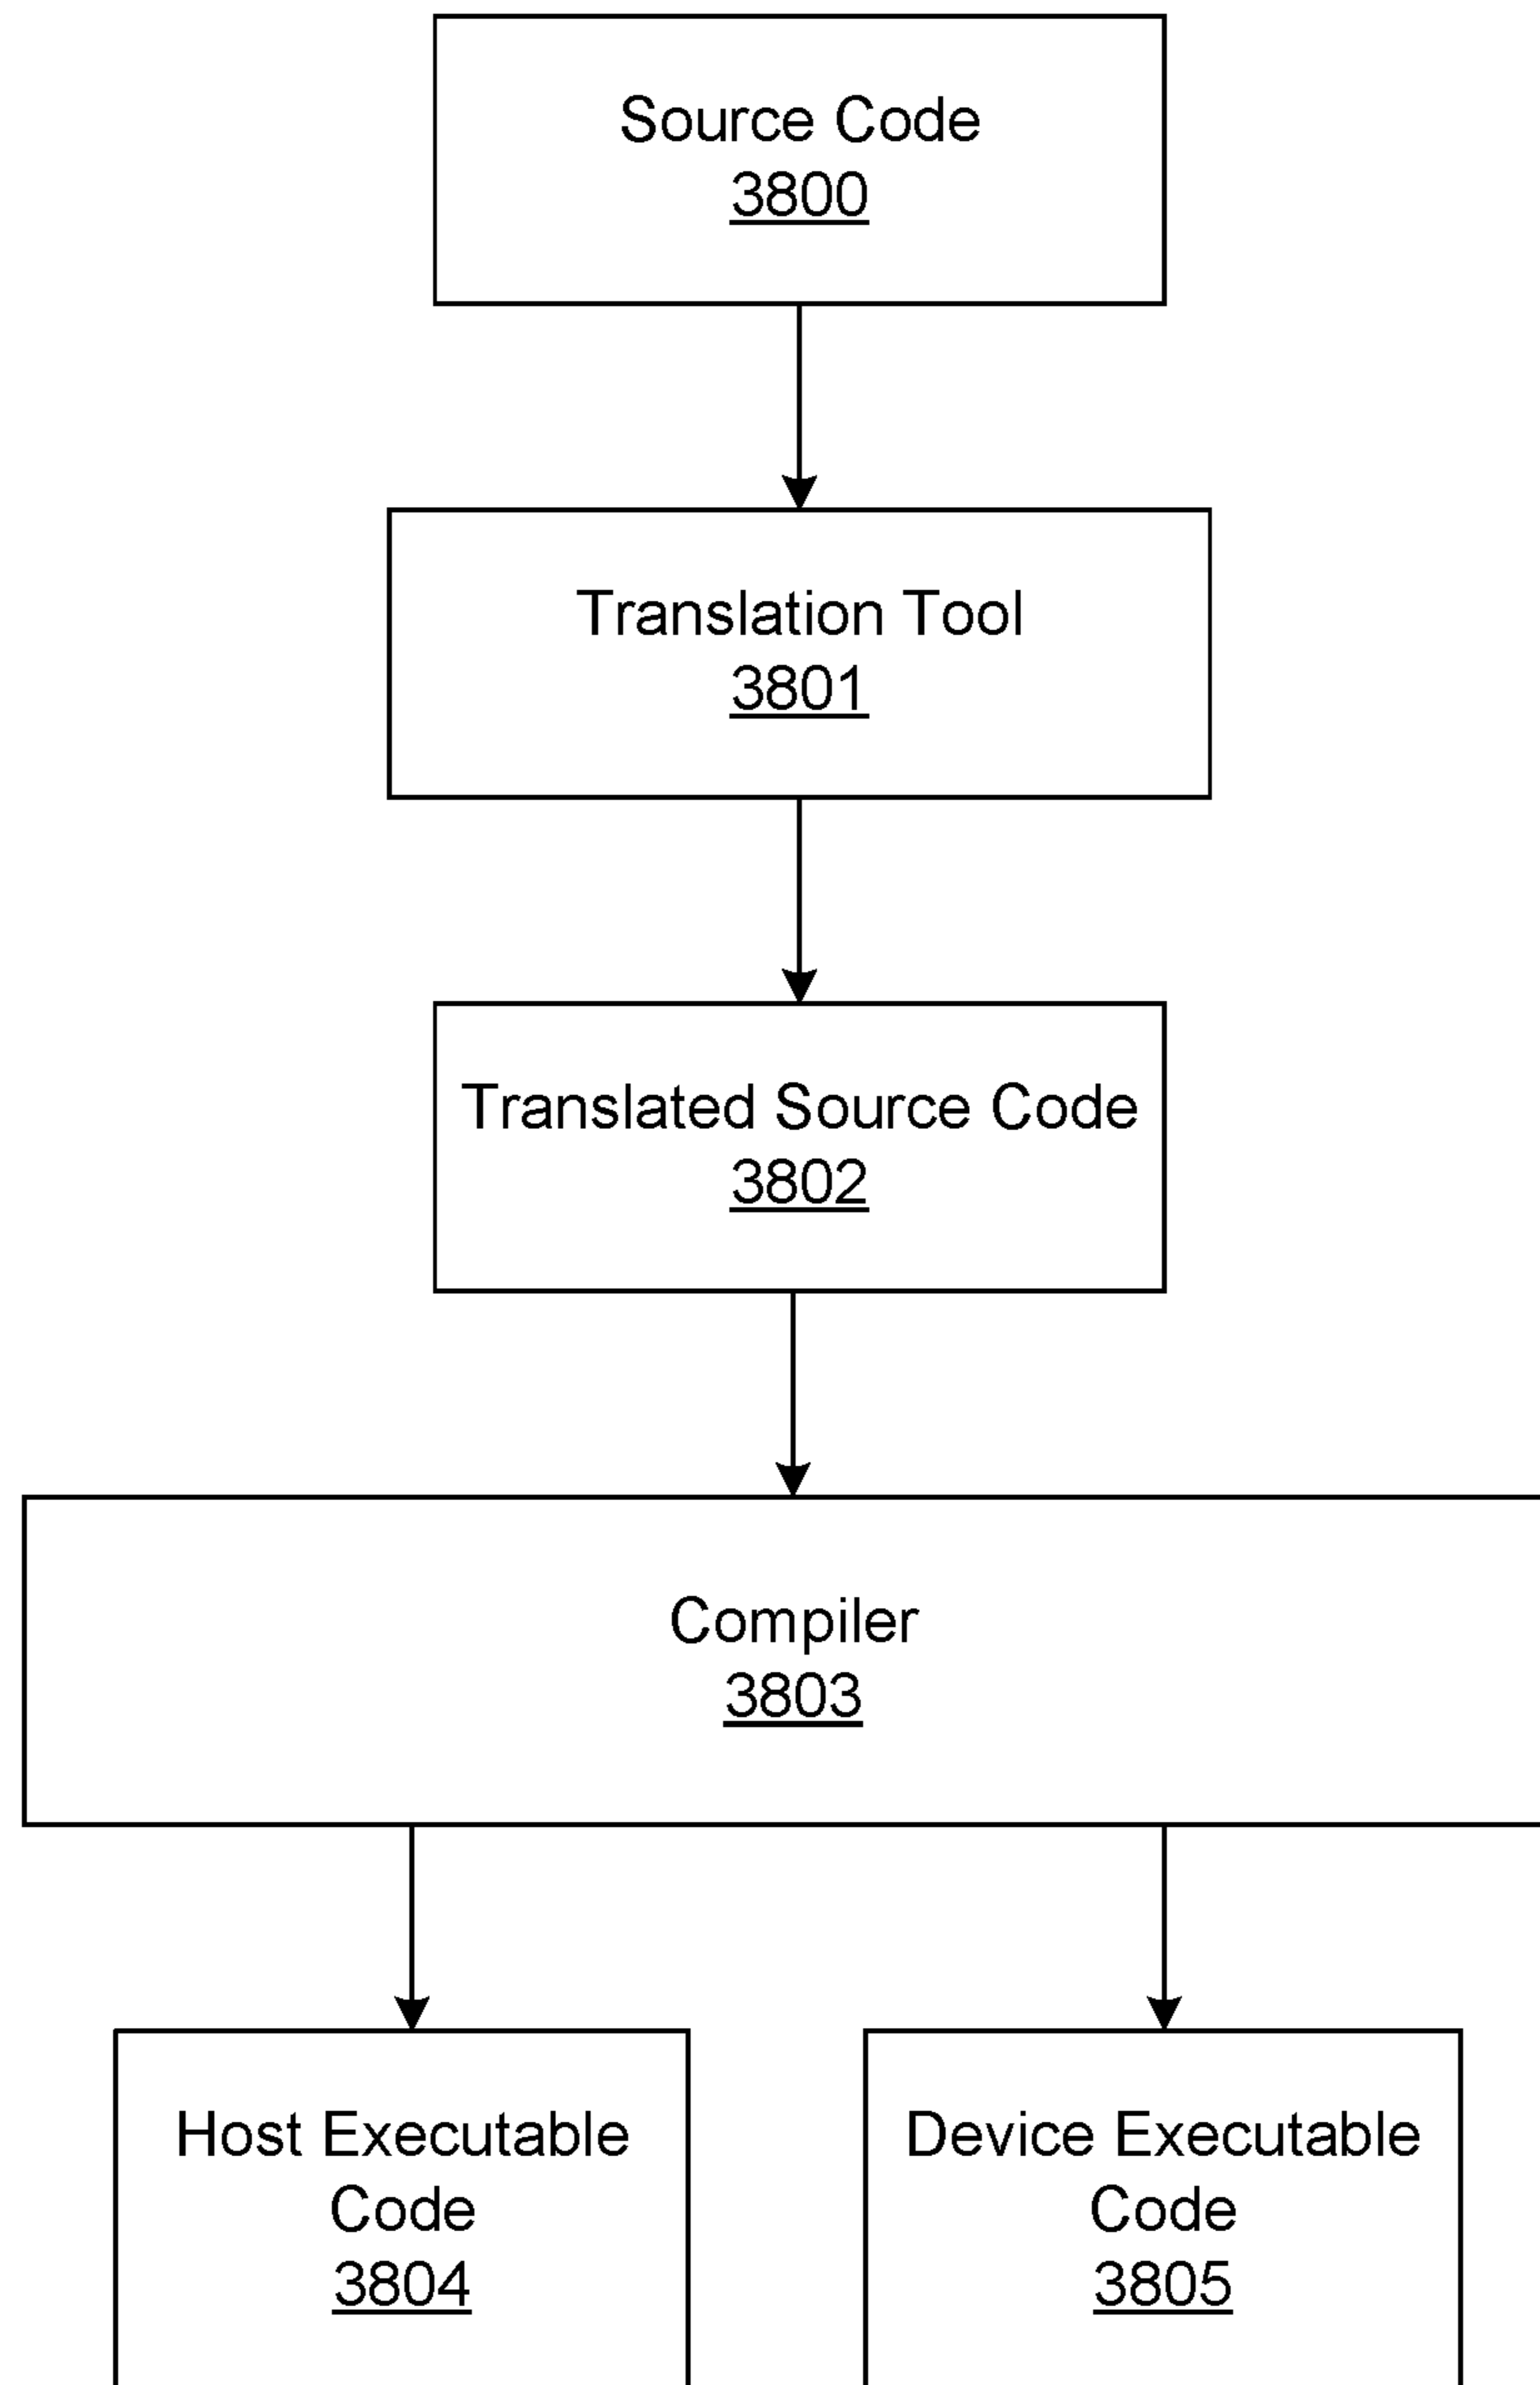 Source Code
3800
Translation Tool
3801
Translated Source Code
3802
Compiler
3803
Host Executable
Code
3804
Device Executable
Code
3805